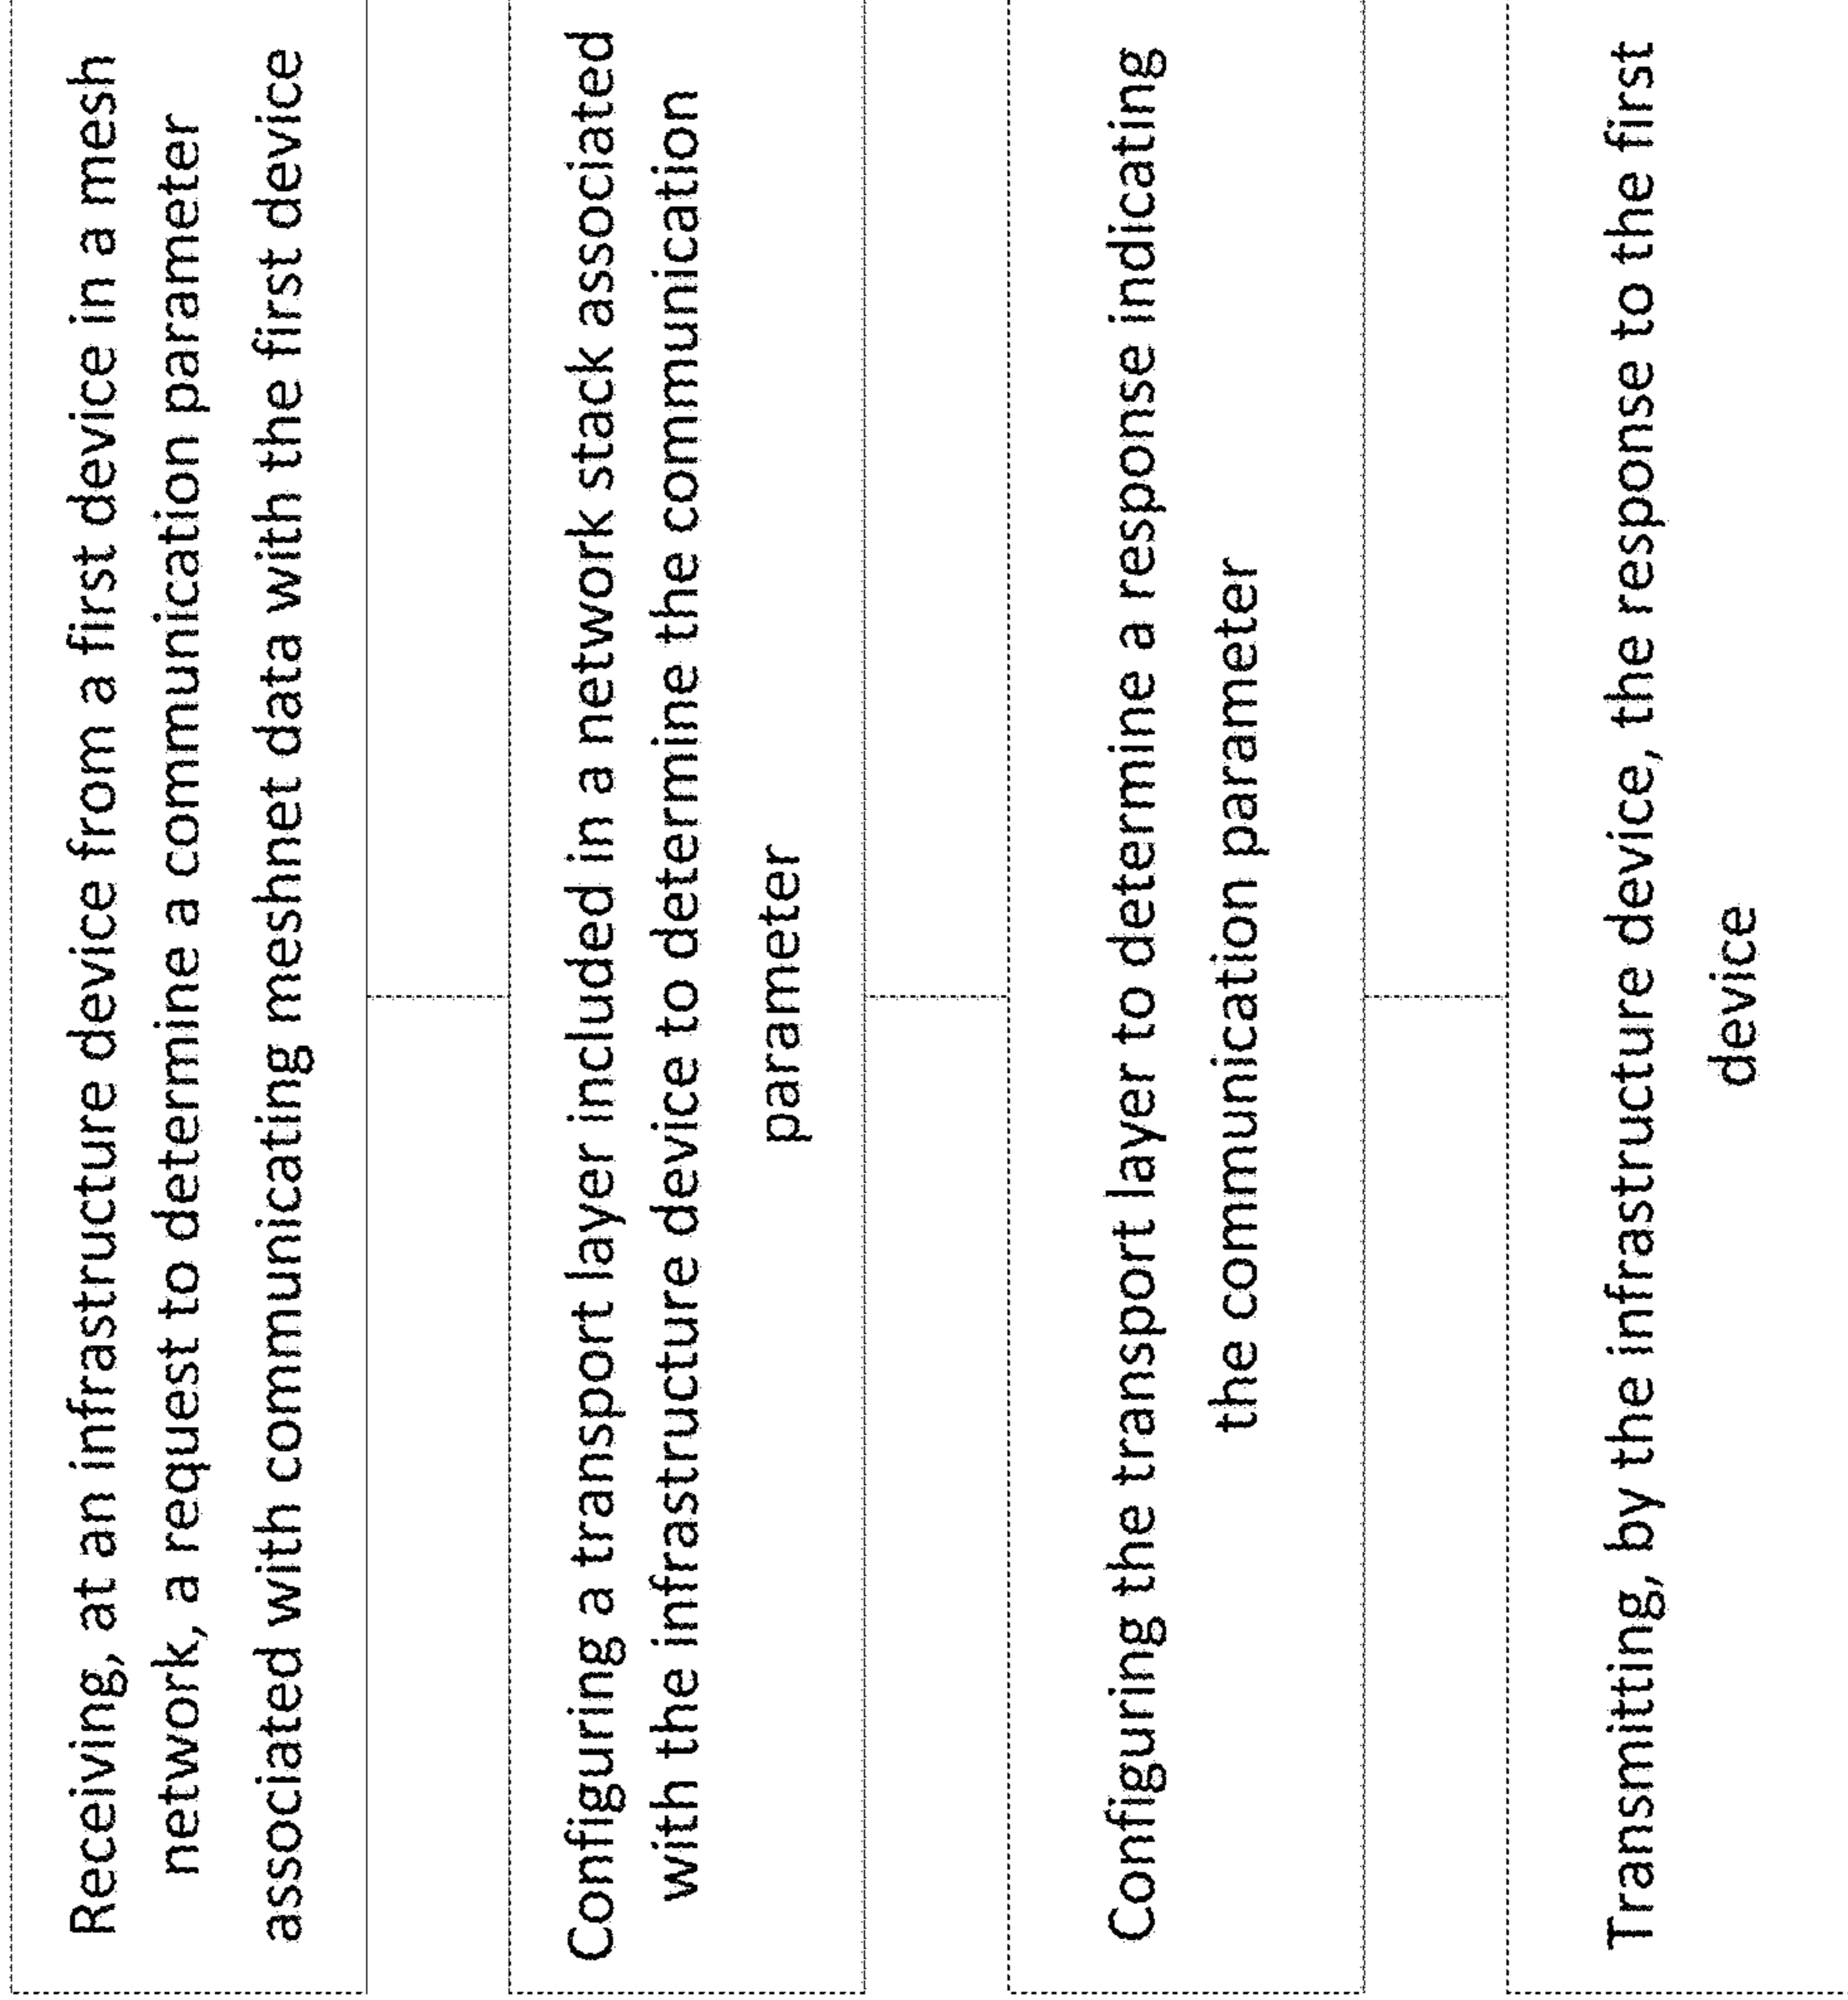 Receiving, at an infrastructure device from a first device in a mesh
network, a request to determine a communication parameter
associated with communicating meshnet data with the first device
Configuring a transport layer included in a network stack associated
with the infrastructure device to determine the communication
parameter
Configuring the transport layer to determine a response indicating
the communication parameter
Transmitting, by the infrastructure device, the response to the first
device